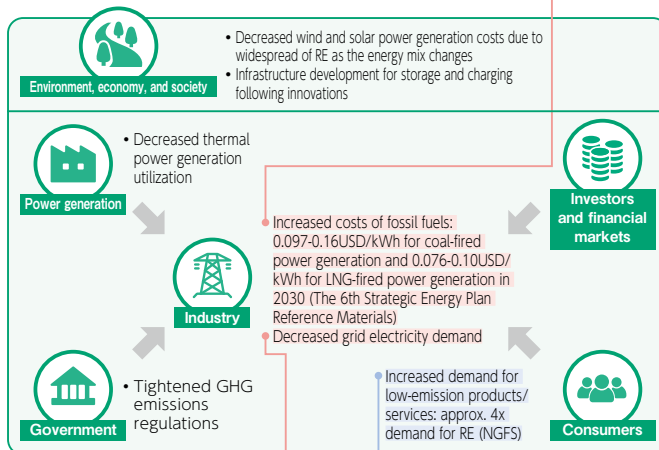 • Decreased wind and solar power generation costs due to
widespread of RE as the energy mix changes
• Infrastructure development for storage and charging
following innovations
Environment, economy, and society
• Decreased thermal
power generation
utilization
Power generation
Investors
and financial
markets
Increased costs of fossil fuels:
0.097-0.16USD/kWh for coal-fired
power generation and 0.076-0.10USD/
kWh for LNG-fired power generation in
2030 (The 6th Strategic Energy Plan
Reference Materials)
Decreased grid electricity demand
Industry
• Tightened GHG
emissions
regulations
Government
Increased demand for
low-emission products/
services: approx. 4x
demand for RE (NGFS)
Consumers